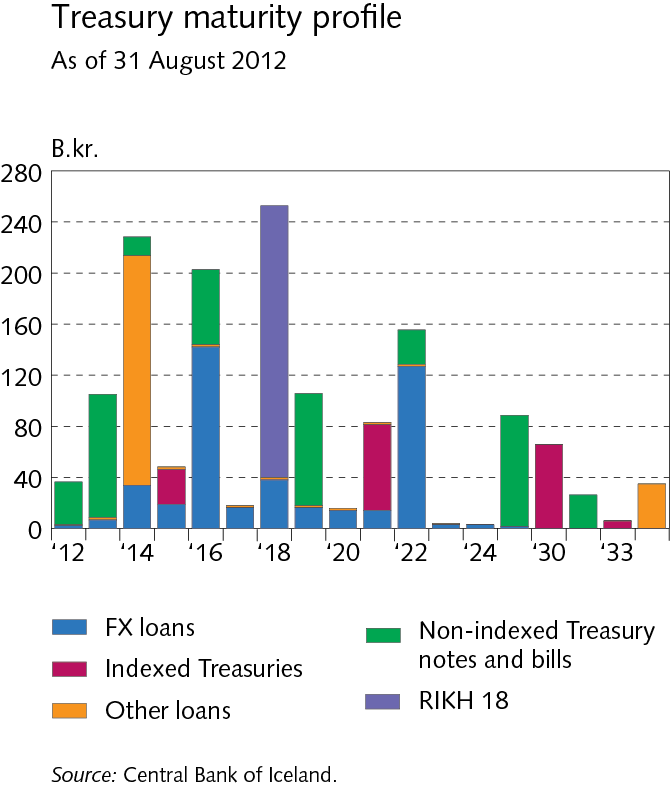 Treasury maturity profile
As of 31 August 2012
B.kr.
280
240
200
160
120
80
40
0
‘12 ‘14 ‘16 ‘18 ‘20 ‘22 ‘24 ‘30 ‘33
FX loans
Indexed Treasuries
Other loans
Non-indexed Treasury
notes and bills
RIKH 18
Source: Central Bank of Iceland.